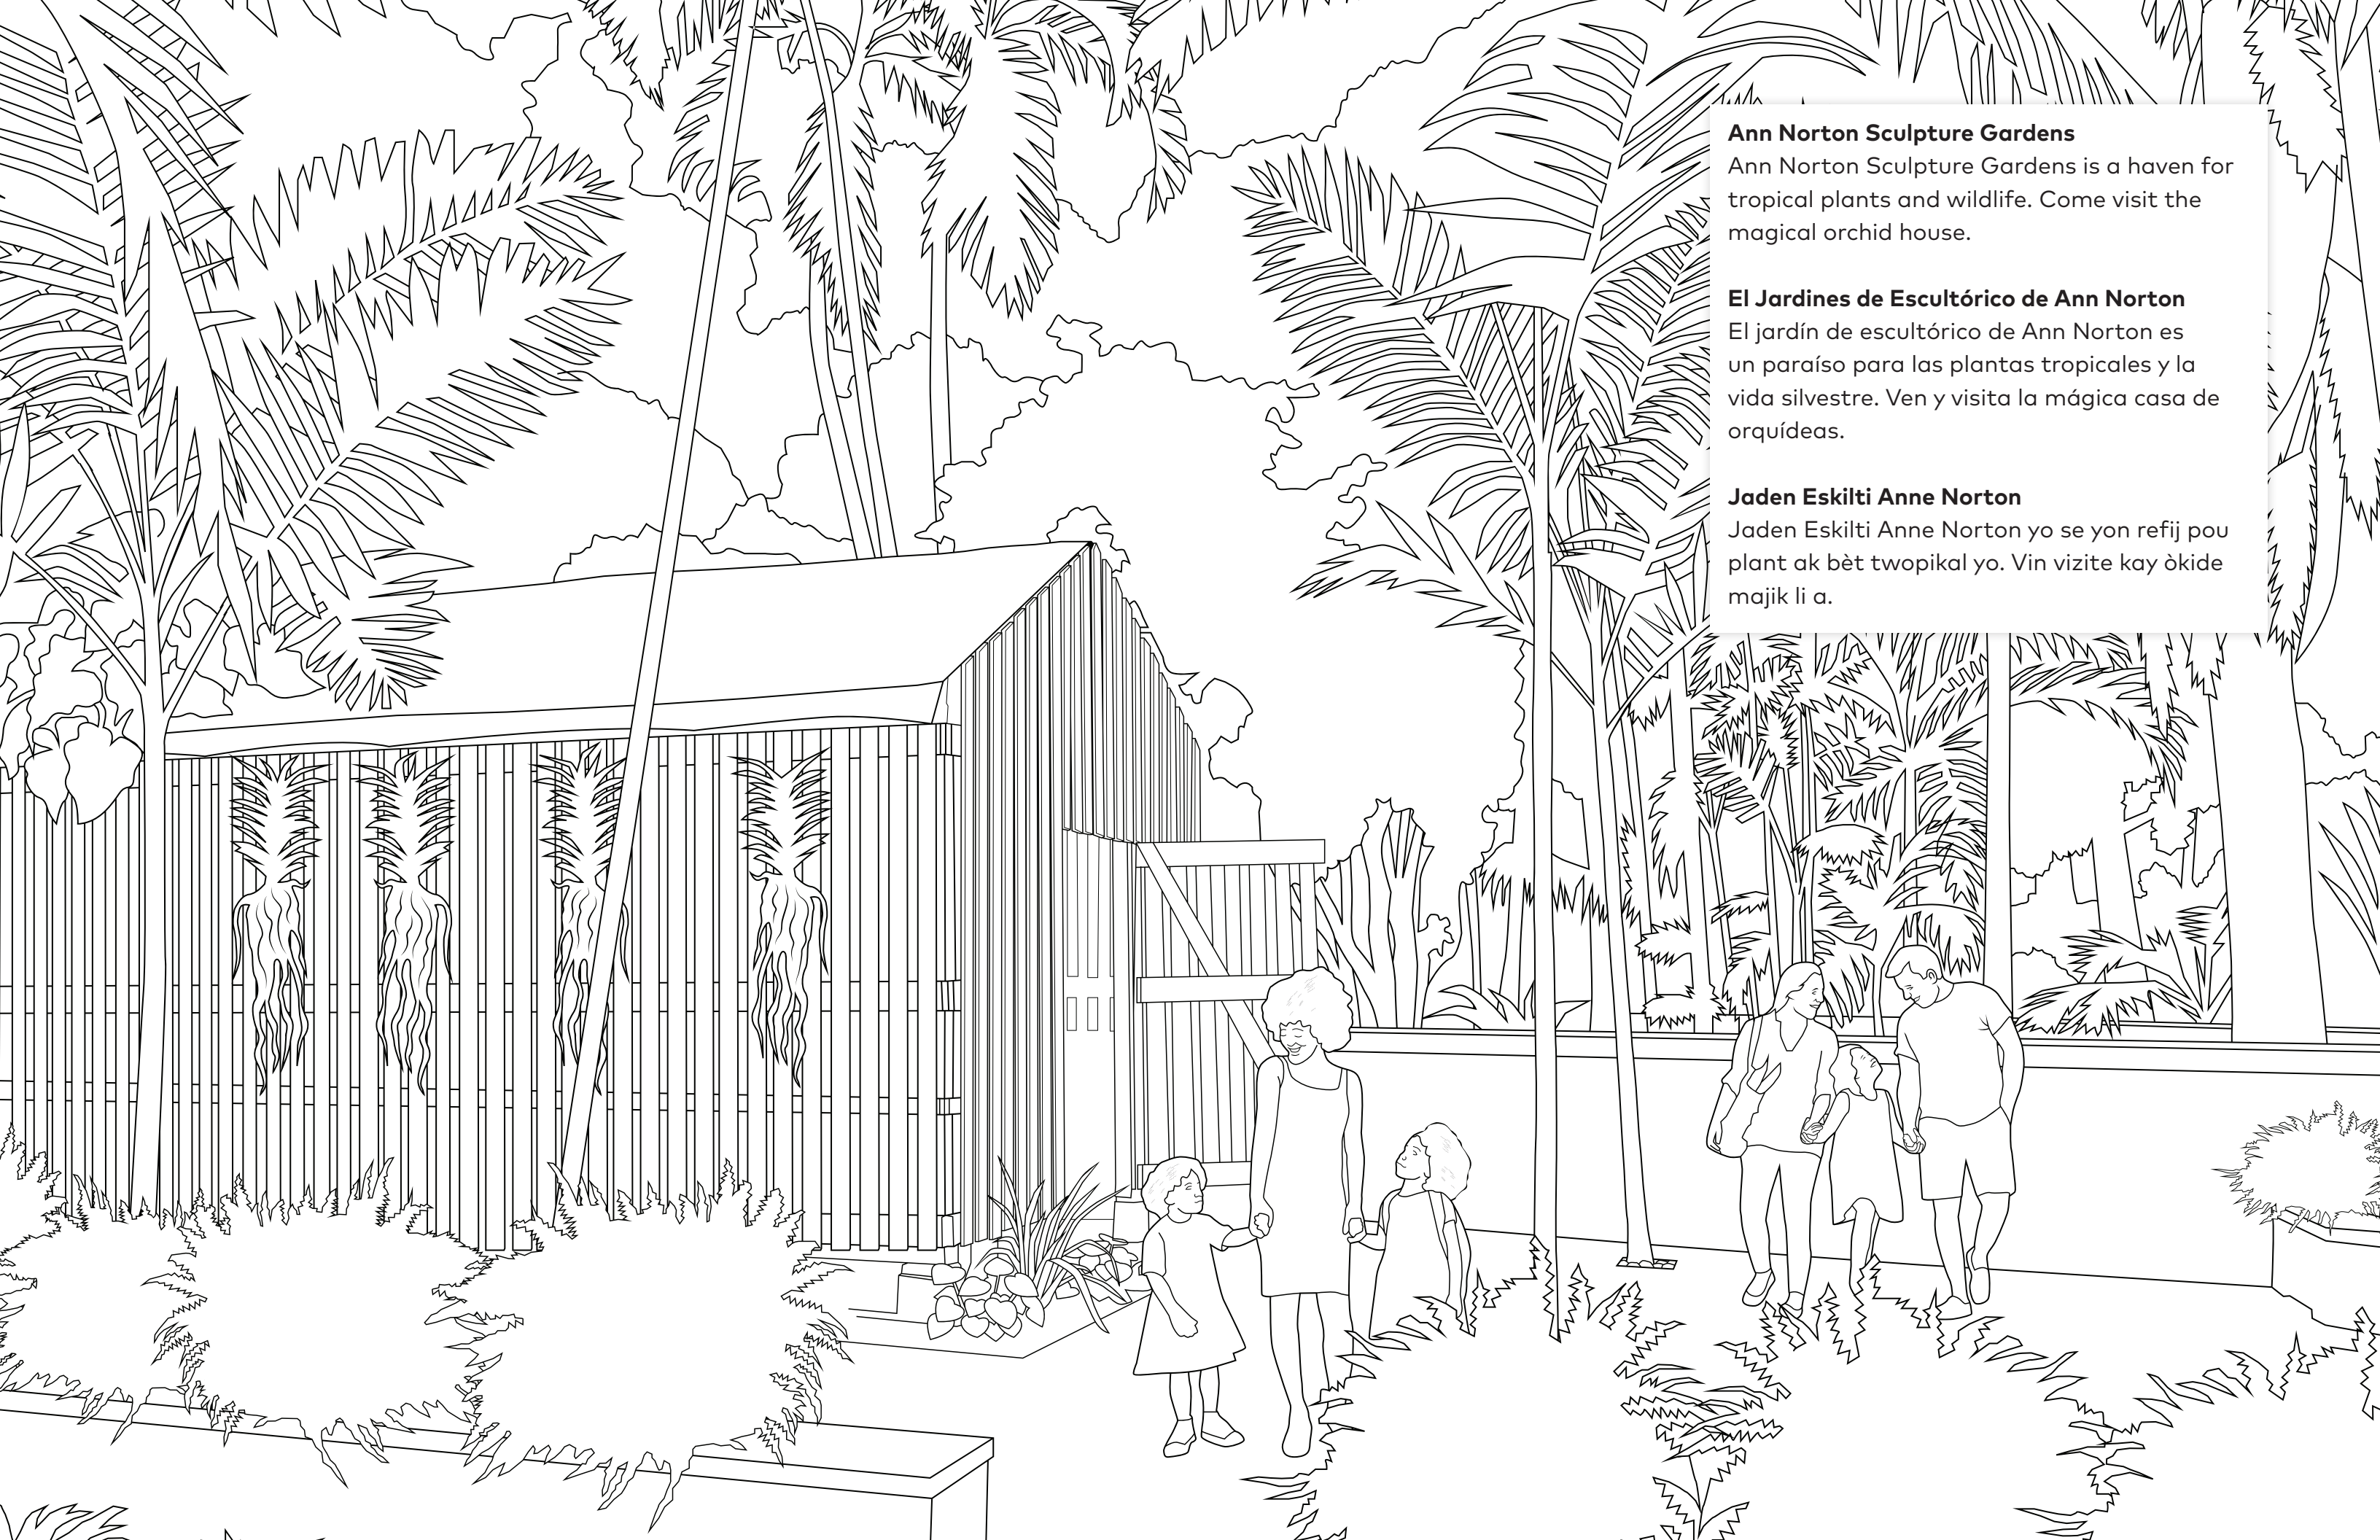 Ann Norton Sculpture Gardens
Ann Norton Sculpture Gardens is a haven for
tropical plants and wildlife. Come visit the
magical orchid house.
El Jardines de Escultórico de Ann Norton
El jardín de escultórico de Ann Norton es
un paraíso para las plantas tropicales y la
vida silvestre. Ven y visita la mágica casa de
orquídeas.
Jaden Eskilti Anne Norton
Jaden Eskilti Anne Norton yo se yon refij pou
plant ak bèt twopikal yo. Vin vizite kay òkide
majik li a.